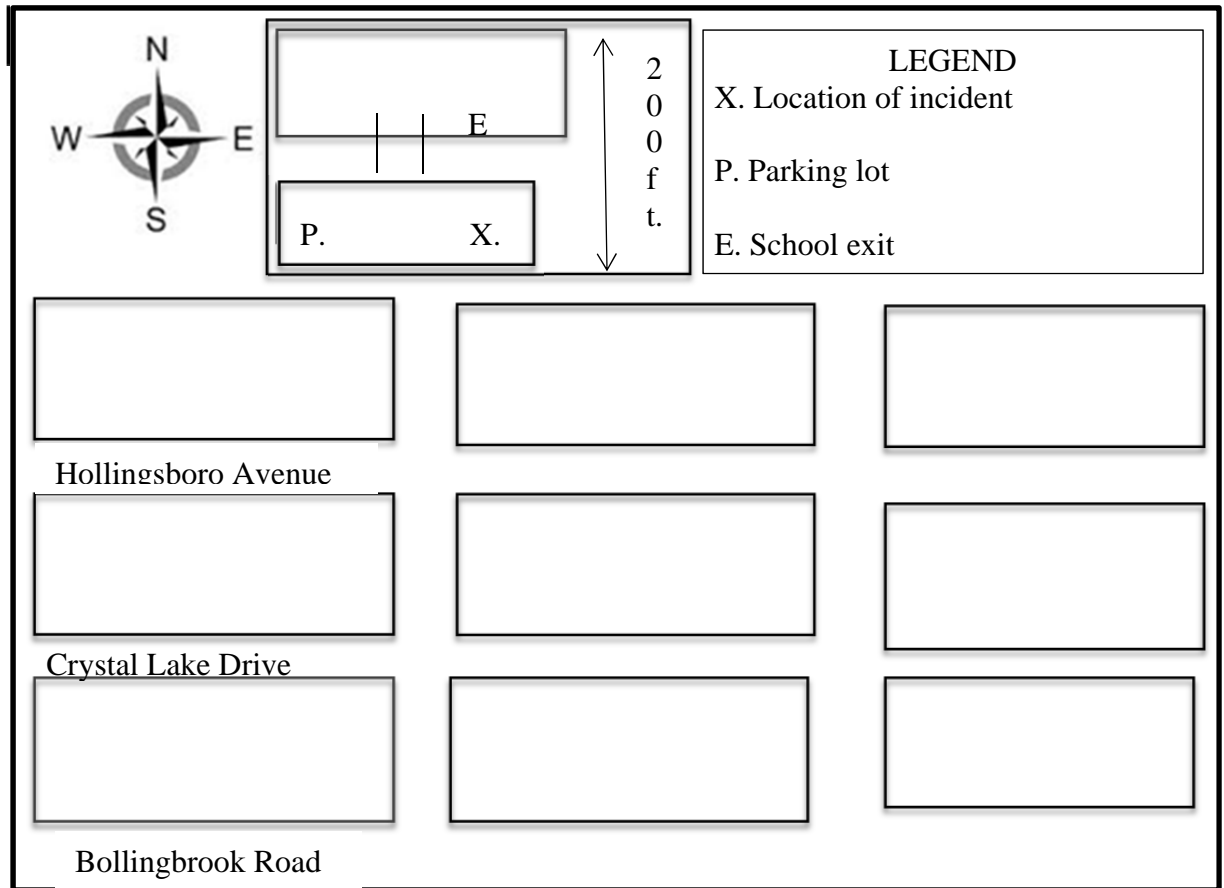 N
W
E
S
E
P.
X.
2
0
0
f
t.
LEGEND
X. Location of incident
P. Parking lot
E. School exit
Hollingsboro Avenue
Crystal Lake Drive
Bollingbrook Road